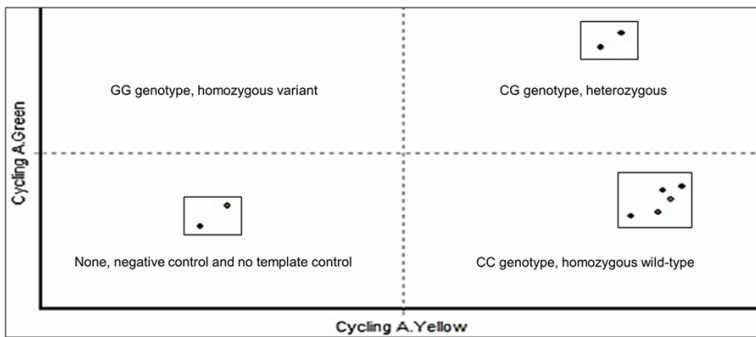 GG genotype, homozygous variant
CG genotype, heterozygous
Cycling A.Green
None, negative control and no template control
CC genotype, homozygous wild-type
Cycling A.Yellow